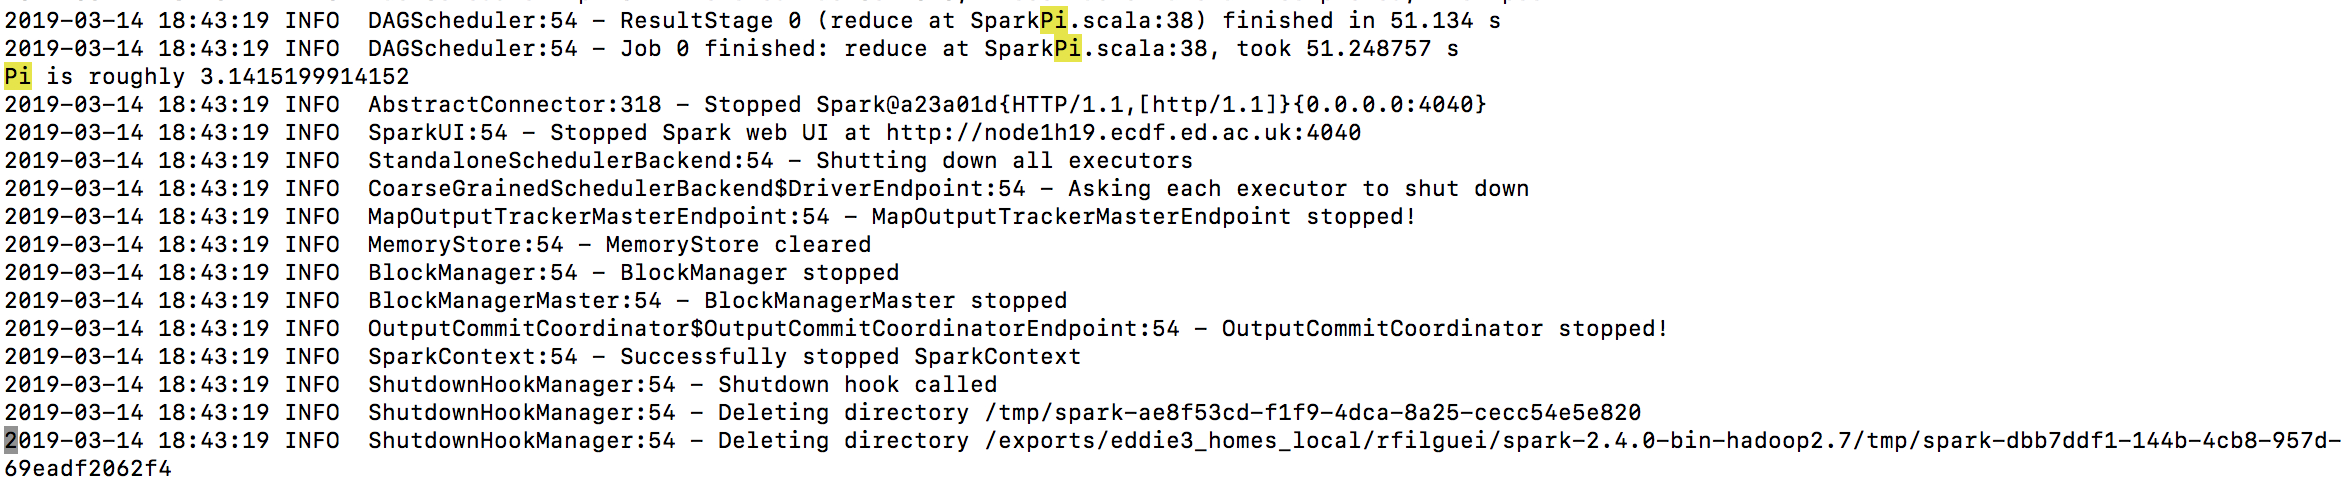 2019-03-14 18:43:19 INFO  DAGScheduler:54 - ResultStage 0 (reduce at SparkPi.scala:38) finished in 51.134 s
2019-03-14 18:43:19 INFO  DAGScheduler:54 - Job 0 finished: reduce at SparkPi.scala:38, took 51.248757 s
Pi is roughly 3.1415199914152
2019-03-14 18:43:19 INFO  AbstractConnector:318 - Stopped Spark@a23a01d{HTTP/1.1,[http/1.1]}{0.0.0.0:4040}
2019-03-14 18:43:19 INFO  SparkUI:54 - Stopped Spark web UI at http://node1h19.ecdf.ed.ac.uk:4040
2019-03-14 18:43:19 INFO  StandaloneSchedulerBackend:54 - Shutting down all executors
2019-03-14 18:43:19 INFO  CoarseGrainedSchedulerBackend$DriverEndpoint:54 - Asking each executor to shut down
2019-03-14 18:43:19 INFO  MapOutputTrackerMasterEndpoint:54 - MapOutputTrackerMasterEndpoint stopped!
2019-03-14 18:43:19 INFO  MemoryStore:54 - MemoryStore cleared
2019-03-14 18:43:19 INFO  BlockManager:54 - BlockManager stopped
2019-03-14 18:43:19 INFO  BlockManagerMaster:54 - BlockManagerMaster stopped
2019-03-14 18:43:19 INFO  OutputCommitCoordinator$OutputCommitCoordinatorEndpoint:54 - OutputCommitCoordinator stopped!
2019-03-14 18:43:19 INFO  SparkContext:54 - Successfully stopped SparkContext
2019-03-14 18:43:19 INFO  ShutdownHookManager:54 - Shutdown hook called
2019-03-14 18:43:19 INFO  ShutdownHookManager:54 - Deleting directory /tmp/spark-ae8f53cd-f1f9-4dca-8a25-cecc54e5e820
2019-03-14 18:43:19 INFO  ShutdownHookManager:54 - Deleting directory /exports/eddie3_homes_local/rfilguei/spark-2.4.0-bin-hadoop2.7/tmp/spark-dbb7ddf1-144b-4cb8-957d-
69eadf2062f4